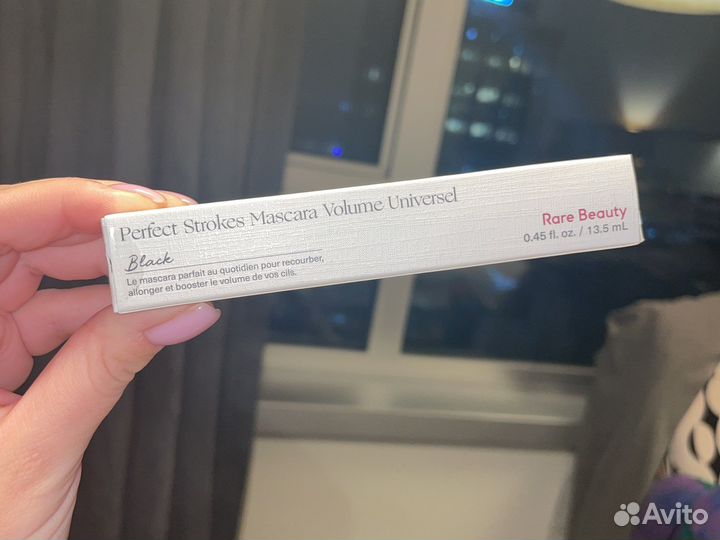 Perfect Strokes Mascara Volume Universel
Black
Le mascara parfait au quotidien pour recourber,
allonger et booster le volume de vos cils.
Rare Beauty
0.45 fl. oz. / 13.5 mL
Avito